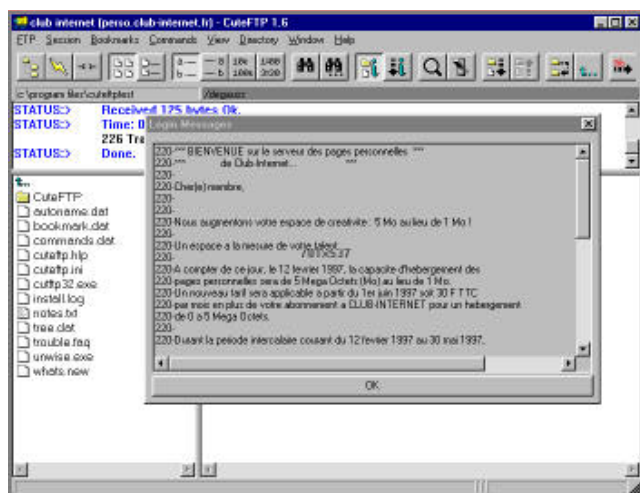 club internet (perso.club-internet.fr) - CuteFTP 1.6
FTP Session Bookmarks Commands View Directory Window Help
c:\program files\cuteftptest
/degauss
STATUS:> Received 125 bytes Ok.
STATUS:> Time: 0
226 Tra
STATUS:> Done.
Login Messages
220-*** BIENVENUE sur le serveur des pages personnelles ***
220-*** de Club-Internet... ***
220-
220-Cher(e) membre,
220-
220-
220-Nous augmentons votre espace de creativite : 5 Mo au lieu de 1 Mo !
220-
220-Un espace a la mesure de votre talent
220-
220-A compter de ce jour, le 12 fevrier 1997, la capacite d'hebergement des
220-pages personnelles sera de 5 Mega Octets (Mo) au lieu de 1 Mo.
220-Un nouveau tarif sera applicable a partir du 1er juin 1997 soit 30 F TTC
220-par mois en plus de votre abonnement a CLUB-INTERNET pour un hebergement
220-de 0 a 5 Mega Octets.
220-
220-Durant la periode intercalaire courant du 12 fevrier 1997 au 30 mai 1997,
OK
CuteFTP
autoname.dat
bookmark.dat
commands.dat
cuteftp.hlp
cuteftp.ini
cutftp32.exe
install.log
notes.txt
tree.dat
trouble.faq
unwise.exe
whats.new